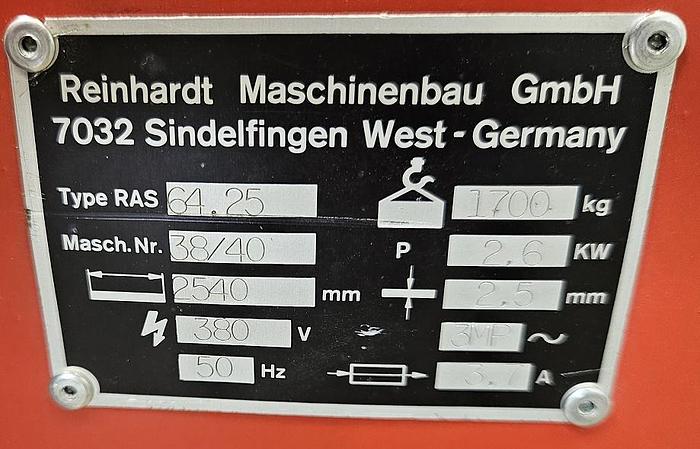 Reinhardt Maschinenbau GmbH
7032 Sindelfingen West-Germany
Type RAS 64.25
1700 kg
Masch.Nr. 38/40
P 2,6 KW
2540 mm
2,5 mm
380 V
3MP ~
50 Hz
3,7 A